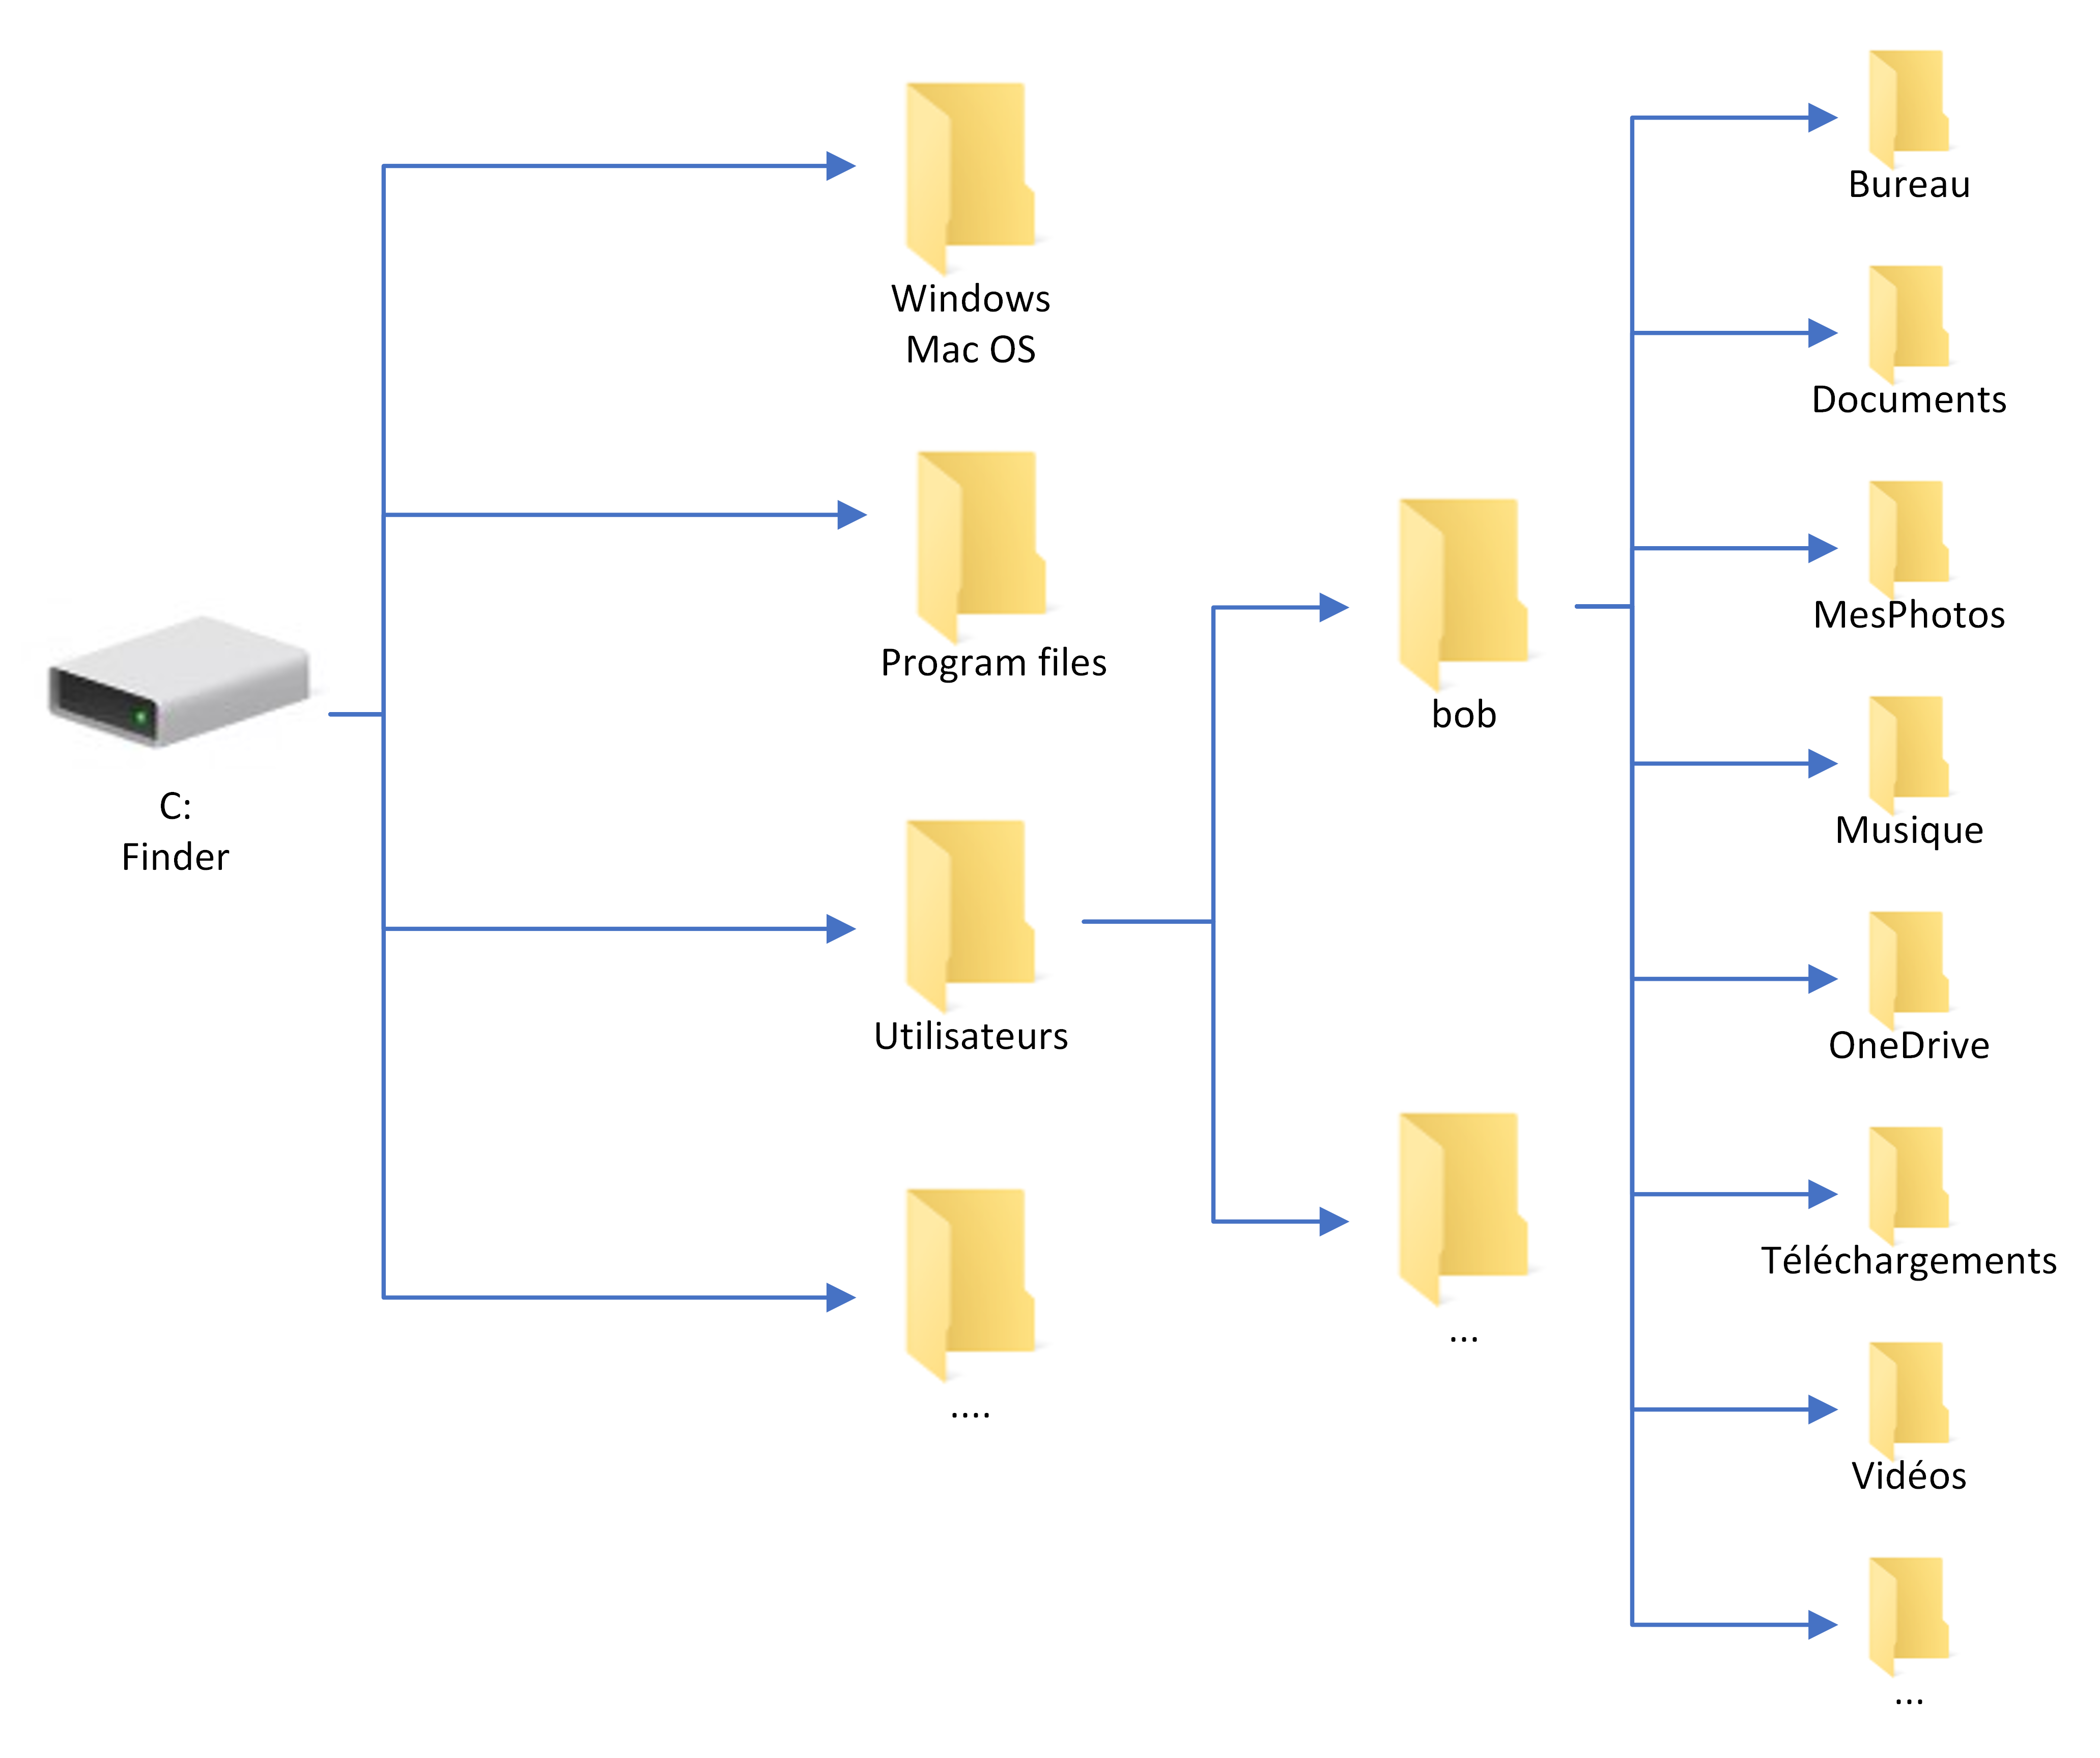 C:
Finder
Windows
Mac OS
Program files
Utilisateurs
....
bob
...
Bureau
Documents
MesPhotos
Musique
OneDrive
Téléchargements
Vidéos
...